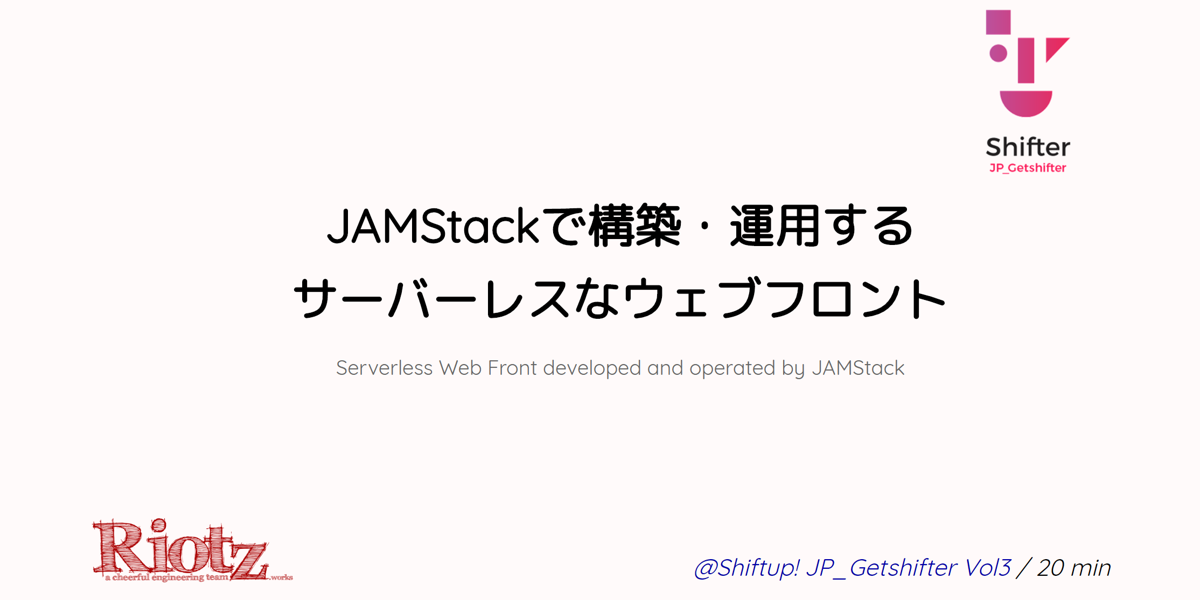 Shifter
JP_Getshifter
JAMStackで構築・運用する
サーバーレスなウェブフロント
Serverless Web Front developed and operated by JAMStack
Riotz
a cheerful engineering team
.works
@Shiftup! JP_Getshifter Vol3 / 20 min